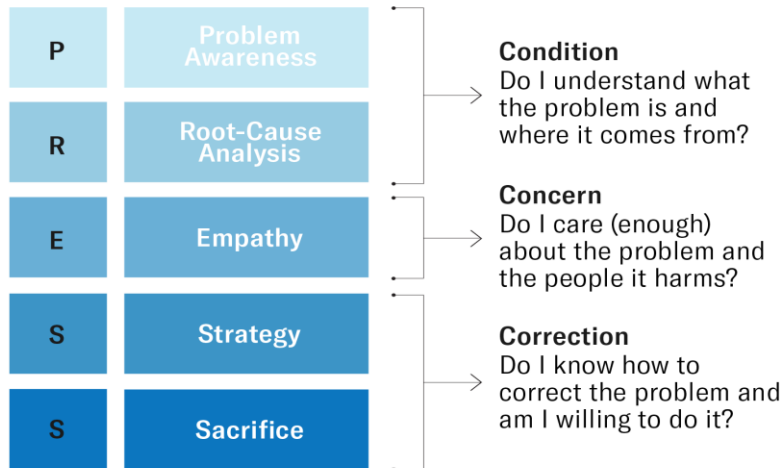 P
Problem
Awareness
R
Root-Cause
Analysis
E
Empathy
S
Strategy
S
Sacrifice
Condition
Do I understand what
the problem is and
where it comes from?
Concern
Do I care (enough)
about the problem and
the people it harms?
Correction
Do I know how to
correct the problem and
am I willing to do it?